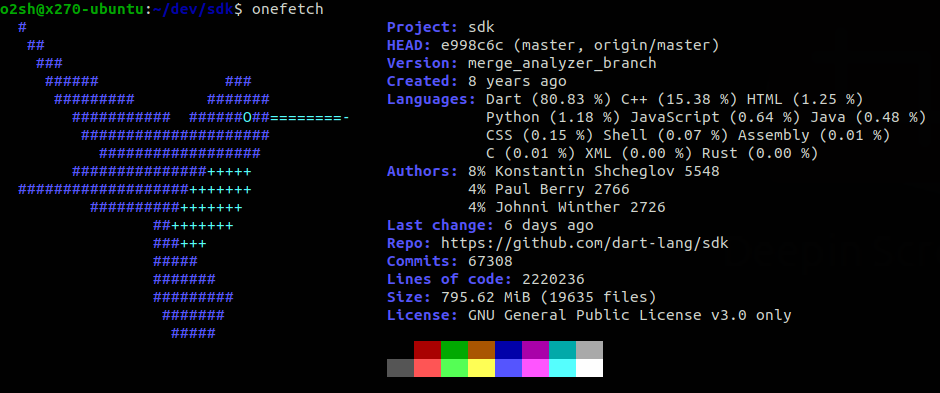 o2sh@x270-ubuntu:~/dev/sdk$ onefetch
#
##
###
###### ###
######### #######
########### ######O##========-
#####################
##################
###############+++++
###################+++++++
##########+++++++
##+++++++
###+++
#####
#######
#########
#######
#####
Project: sdk
HEAD: e998c6c (master, origin/master)
Version: merge_analyzer_branch
Created: 8 years ago
Languages: Dart (80.83 %) C++ (15.38 %) HTML (1.25 %)
Python (1.18 %) JavaScript (0.64 %) Java (0.48 %)
CSS (0.15 %) Shell (0.07 %) Assembly (0.01 %)
C (0.01 %) XML (0.00 %) Rust (0.00 %)
Authors: 8% Konstantin Shcheglov 5548
4% Paul Berry 2766
4% Johnni Winther 2726
Last change: 6 days ago
Repo: https://github.com/dart-lang/sdk
Commits: 67308
Lines of code: 2220236
Size: 795.62 MiB (19635 files)
License: GNU General Public License v3.0 only